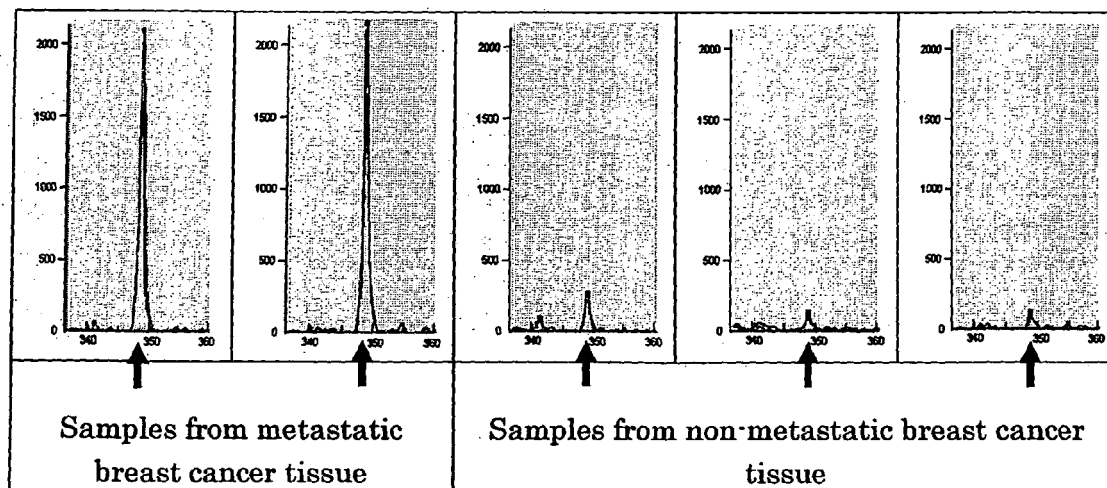 2000 2000 2000 2000 2000
1500 1500 1500 1500 1500
1000 1000 1000 1000 1000
500 500 500 500 500
0 0 0 0 0
340 350 360 340 350 360 340 350 360 340 350 360 340 350 360
Samples from metastatic
breast cancer tissue
Samples from non-metastatic breast cancer
tissue